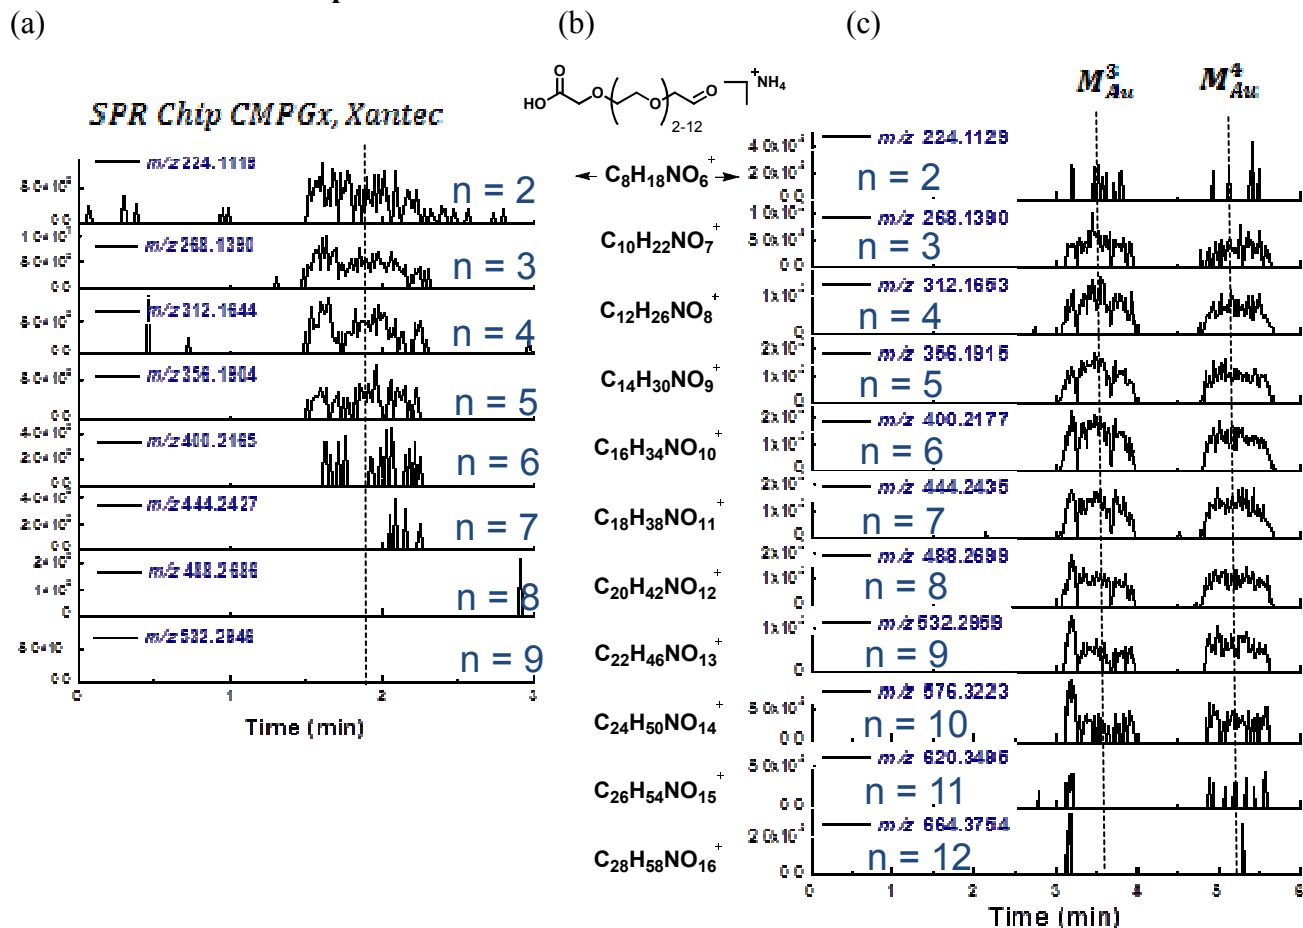 (a)
(b)
(c)
SPR Chip CMPGx, Xantec
m/z 224.1118
n = 2
m/z 268.1390
n = 3
m/z 312.1644
n = 4
m/z 356.1904
n = 5
m/z 400.2165
n = 6
m/z 444.2427
n = 7
m/z 488.2686
n = 8
m/z 532.2946
n = 9
0 1 2 3
Time (min)
O
HO
O
O
O
2-12
+
NH4
C8H18NO6+
C10H22NO7+
C12H26NO8+
C14H30NO9+
C16H34NO10+
C18H38NO11+
C20H42NO12+
C22H46NO13+
C24H50NO14+
C26H54NO15+
C28H58NO16+
M3Au
M4Au
m/z 224.1129
n = 2
m/z 268.1390
n = 3
m/z 312.1653
n = 4
m/z 356.1915
n = 5
m/z 400.2177
n = 6
m/z 444.2435
n = 7
m/z 488.2699
n = 8
m/z 532.2959
n = 9
m/z 576.3223
n = 10
m/z 620.3485
n = 11
m/z 664.3754
n = 12
0 1 2 3 4 5 6
Time (min)